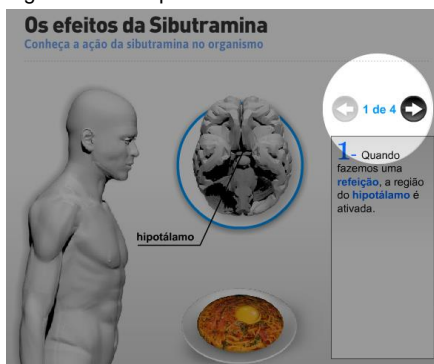 Os efeitos da Sibutramina
Conheça a ação da sibutramina no organismo
1 de 4
1- Quando
fazemos uma
refeição, a região
do hipotálamo é
ativada.
hipotálamo